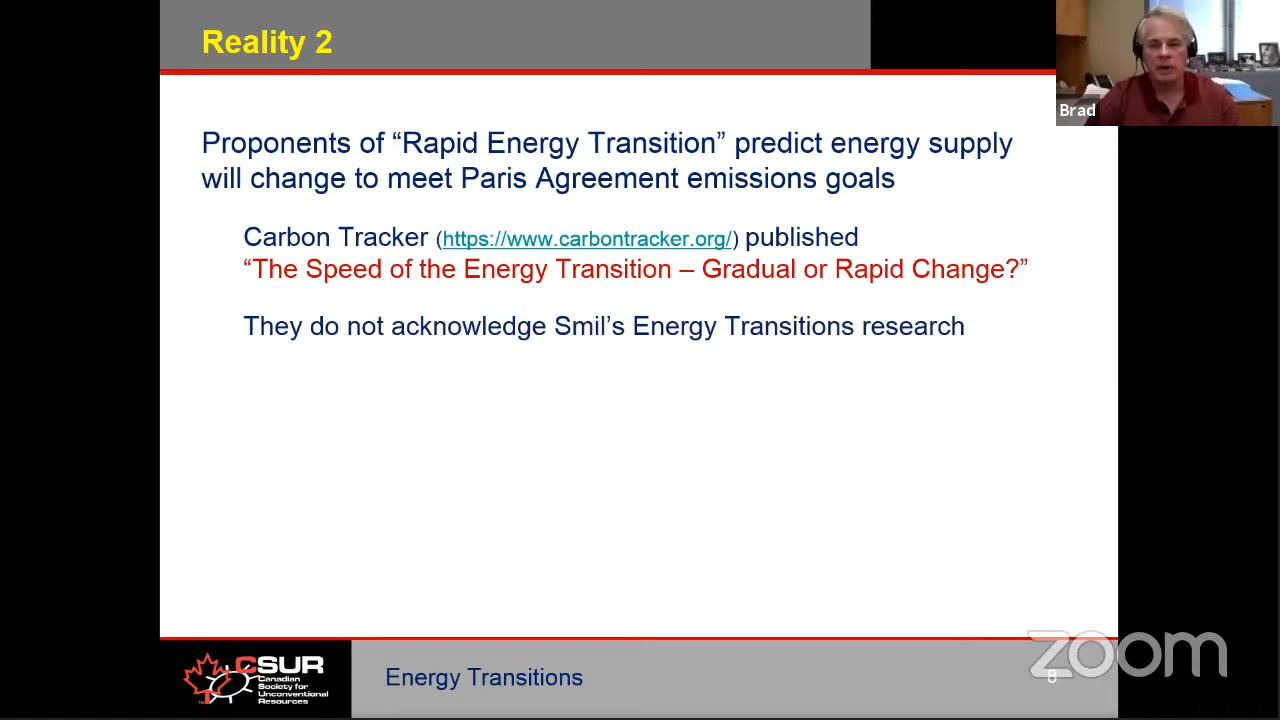 Reality 2
Brad
Proponents of “Rapid Energy Transition” predict energy supply
will change to meet Paris Agreement emissions goals
Carbon Tracker (https://www.carbontracker.org/) published
“The Speed of the Energy Transition – Gradual or Rapid Change?”
They do not acknowledge Smil’s Energy Transitions research
CSUR
Canadian
Society for
Unconventional
Resources
TM
Energy Transitions
8
zoom